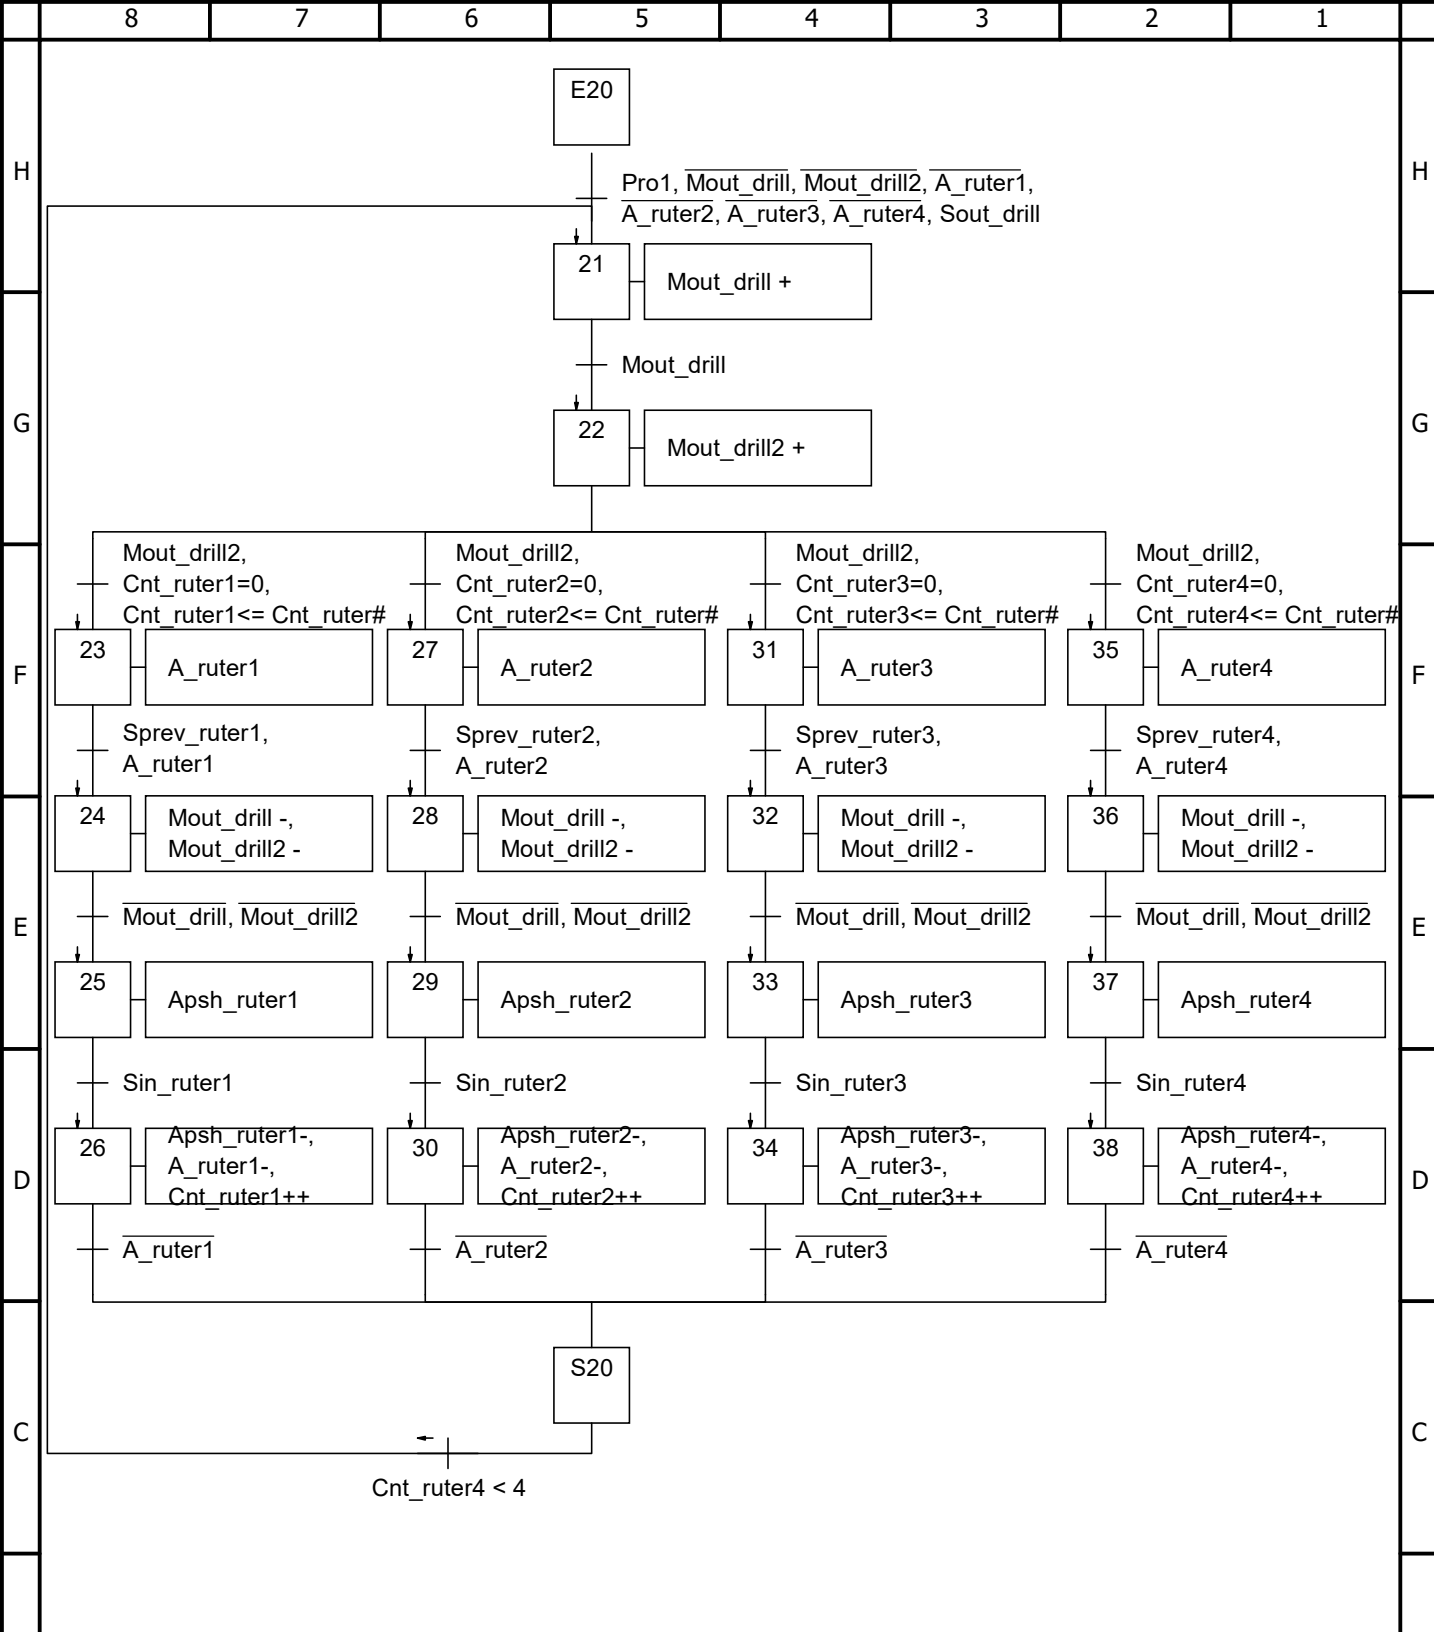 8 7 6 5 4 3 2 1
E20
H H
Pro1, Mout_drill, Mout_drill2, A_ruter1,
A_ruter2, A_ruter3, A_ruter4, Sout_drill
21 Mout_drill +
Mout_drill
G G
22 Mout_drill2 +
Mout_drill2, Mout_drill2, Mout_drill2, Mout_drill2,
Cnt_ruter1=0, Cnt_ruter2=0, Cnt_ruter3=0, Cnt_ruter4=0,
Cnt_ruter1<= Cnt_ruter# Cnt_ruter2<= Cnt_ruter# Cnt_ruter3<= Cnt_ruter# Cnt_ruter4<= Cnt_ruter#
23 27 31 35
F A_ruter1 A_ruter2 A_ruter3 A_ruter4 F
Sprev_ruter1, Sprev_ruter2, Sprev_ruter3, Sprev_ruter4,
A_ruter1 A_ruter2 A_ruter3 A_ruter4
24 Mout_drill -, 28 Mout_drill -, 32 Mout_drill -, 36 Mout_drill -,
Mout_drill2 - Mout_drill2 - Mout_drill2 - Mout_drill2 -
E Mout_drill, Mout_drill2 Mout_drill, Mout_drill2 Mout_drill, Mout_drill2 Mout_drill, Mout_drill2 E
25 Apsh_ruter1 29 Apsh_ruter2 33 Apsh_ruter3 37 Apsh_ruter4
Sin_ruter1 Sin_ruter2 Sin_ruter3 Sin_ruter4
26 Apsh_ruter1-, 30 Apsh_ruter2-, 34 Apsh_ruter3-, 38 Apsh_ruter4-,
D A_ruter1-, A_ruter2-, A_ruter3-, A_ruter4-, D
Cnt_ruter1++ Cnt_ruter2++ Cnt_ruter3++ Cnt_ruter4++
A_ruter1 A_ruter2 A_ruter3 A_ruter4
S20
C C
Cnt_ruter4 < 4